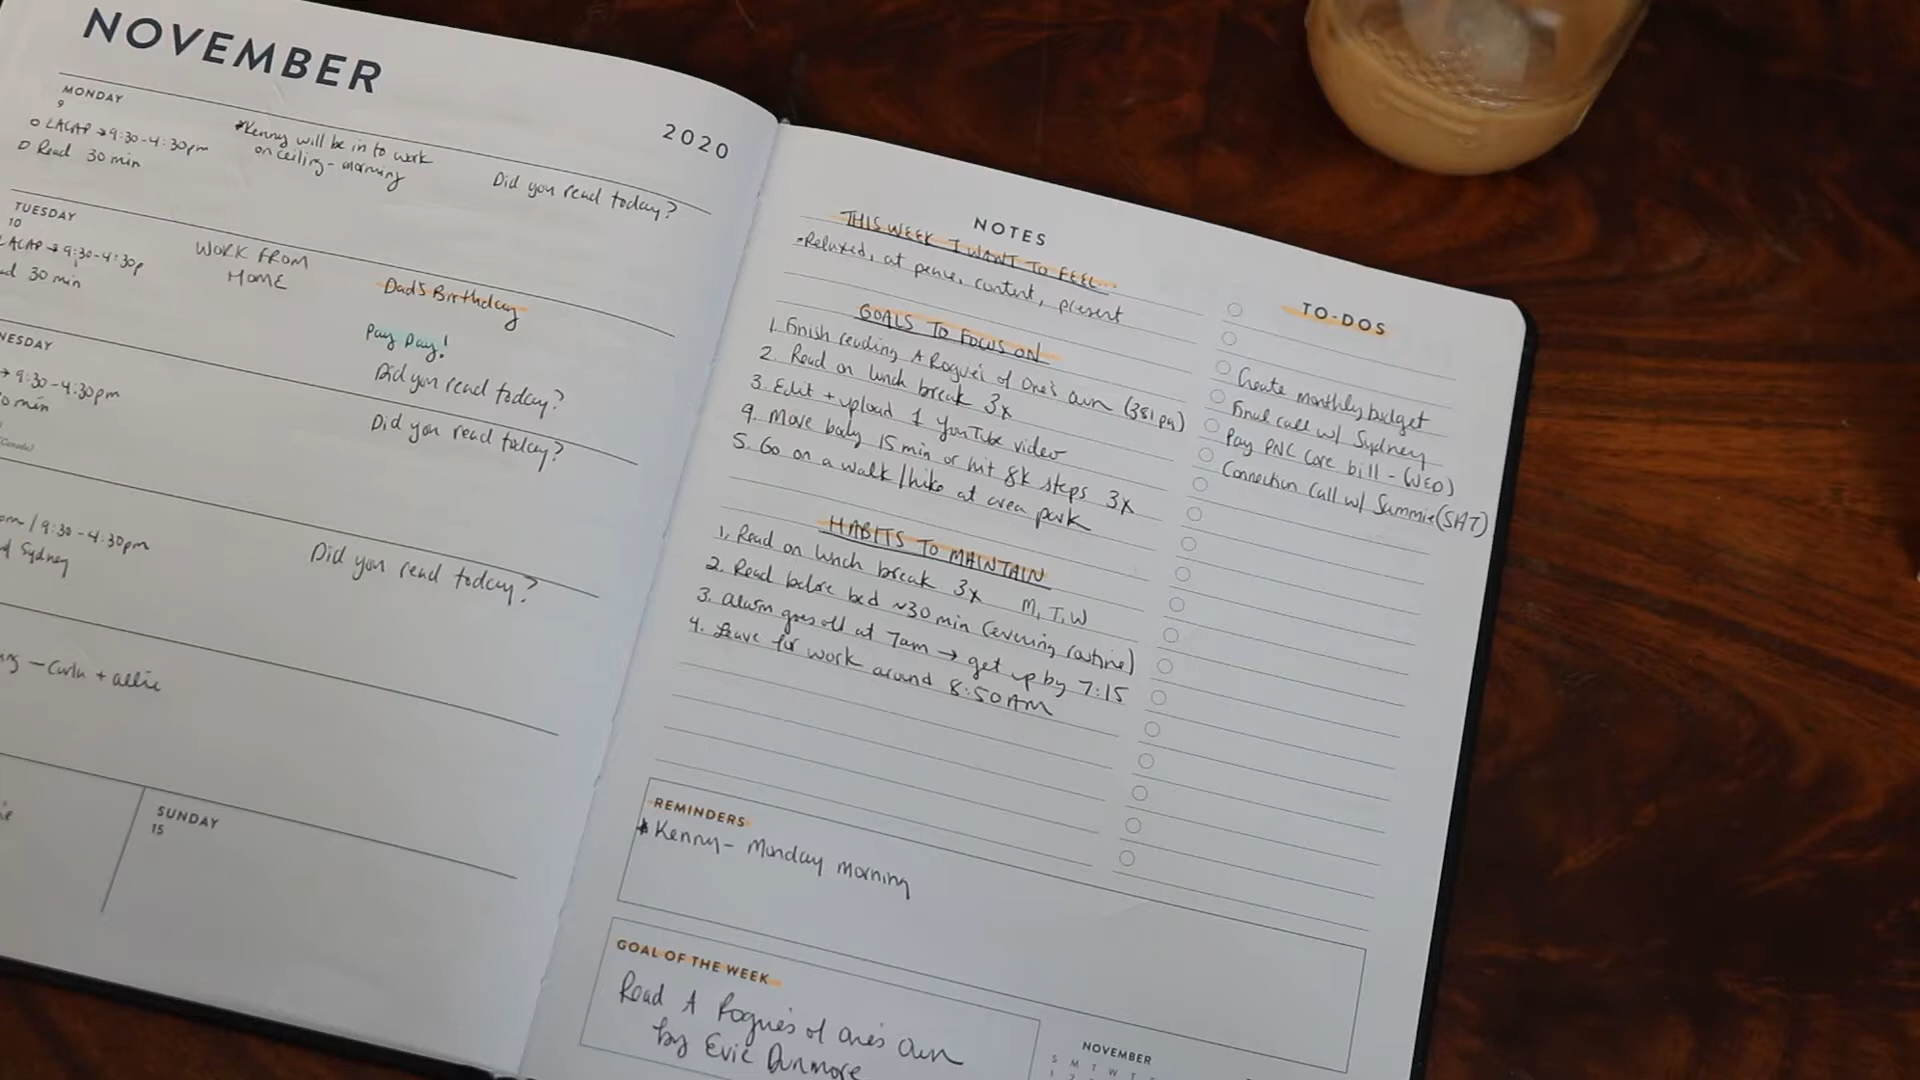 NOVEMBER
2020
MONDAY
9
LACAP → 9:30-4:30pm
Read 30 min
*Kenny will be in to work
on ceiling - morning
Did you read today?
TUESDAY
10
LACAP → 9:30-4:30p
30 min
WORK FROM
HOME
Dad's Birthday
Pay Day!
Did you read today?
NESDAY
→ 9:30-4:30pm
min
(Canada)
Did you read today?
/ 9:30-4:30pm
Sydney
Did you read today?
+ allie
SUNDAY
15
NOTES
THIS WEEK I WANT TO FEEL...
•Relaxed, at peace, content, present
GOALS TO FOCUS ON
1. Finish reading A Rogue's of One's own (381 pg)
2. Read on lunch break 3x
3. Edit + upload 1 YouTube video
4. Move body 15 min or hit 8k steps 3x
5. Go on a walk/hike at area park
HABITS TO MAINTAIN
1. Read on lunch break 3x M, T, W
2. Read before bed ~30 min (evening routine)
3. Alarm goes off at 7am → get up by 7:15
4. Leave for work around 8:50AM
TO-DOS
Create monthly budget
Final call w/ Sydney
Pay PNC Core bill - (WED)
Connection Call w/ Sammie (SAT)
REMINDERS
*Kenny - Monday morning
GOAL OF THE WEEK
Read A Rogue's of One's Own
by Evie Dunmore
NOVEMBER
S M T W T
1 2